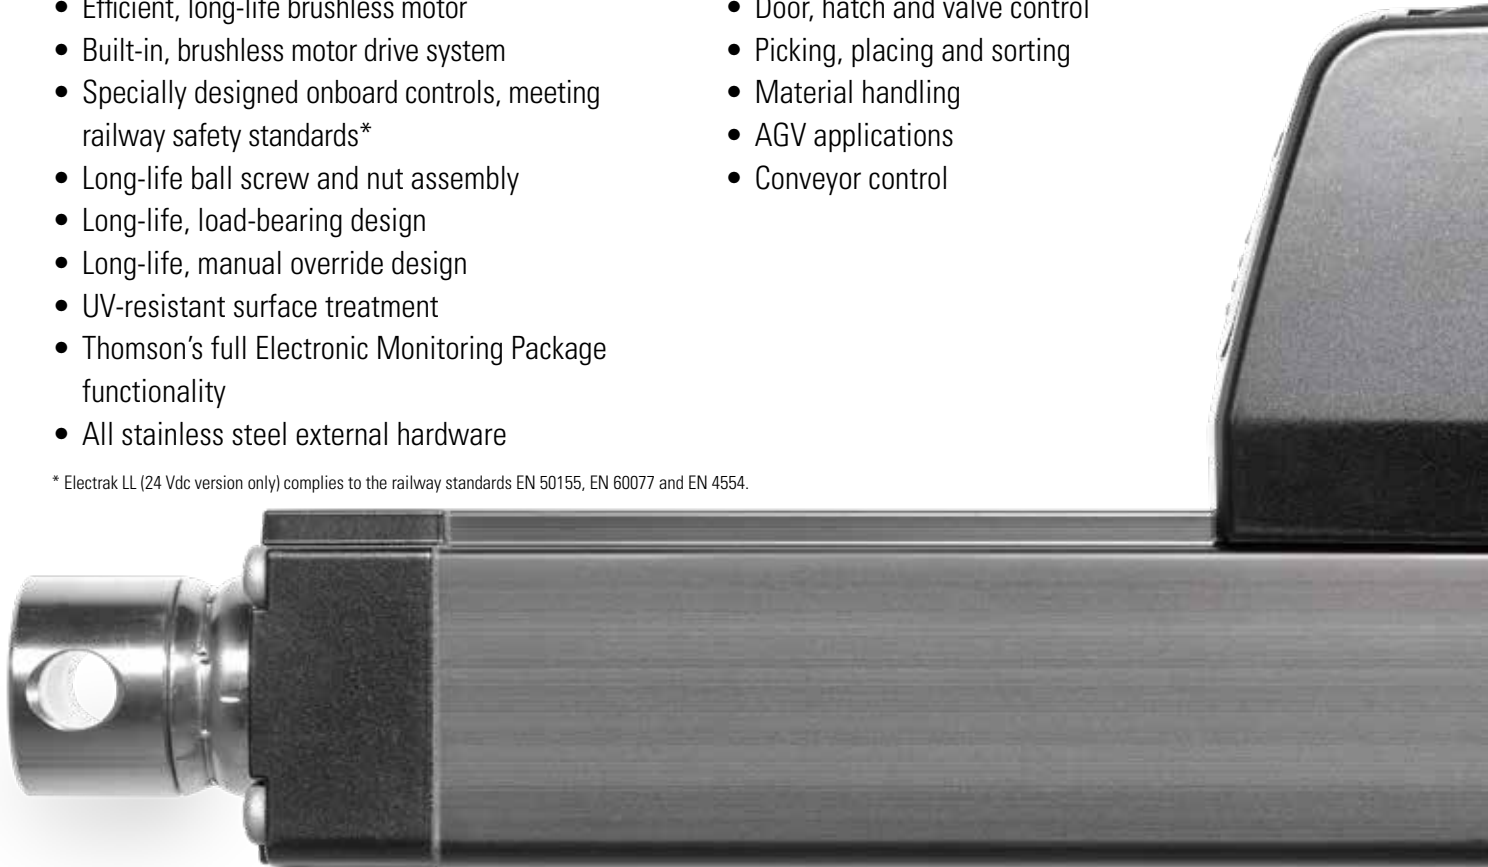 • Efficient, long-life brushless motor
• Built-in, brushless motor drive system
• Specially designed onboard controls, meeting
railway safety standards*
• Long-life ball screw and nut assembly
• Long-life, load-bearing design
• Long-life, manual override design
• UV-resistant surface treatment
• Thomson’s full Electronic Monitoring Package
functionality
• All stainless steel external hardware
• Door, hatch and valve control
• Picking, placing and sorting
• Material handling
• AGV applications
• Conveyor control
* Electrak LL (24 Vdc version only) complies to the railway standards EN 50155, EN 60077 and EN 4554.